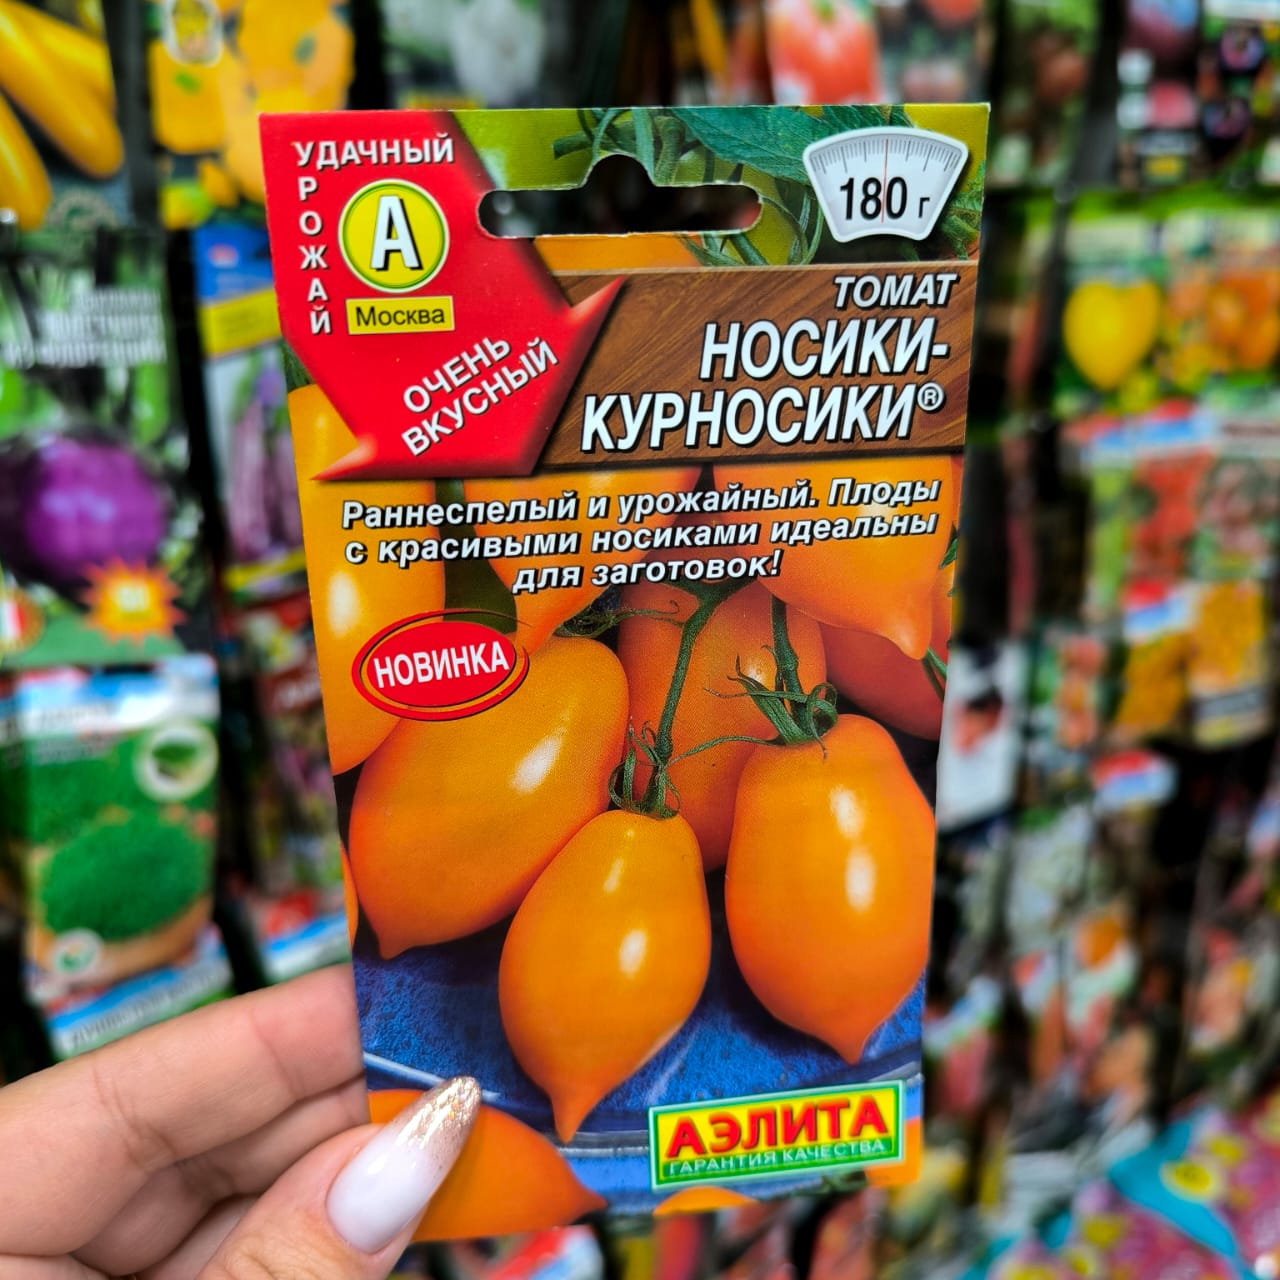 УДАЧНЫЙ
УРОЖАЙ
А
Москва
180 г
ОЧЕНЬ
ВКУСНЫЙ
ТОМАТ
НОСИКИ-
КУРНОСИКИ®
Раннеспелый и урожайный. Плоды
с красивыми носиками идеальны
для заготовок!
НОВИНКА
АЭЛИТА
ГАРАНТИЯ КАЧЕСТВА